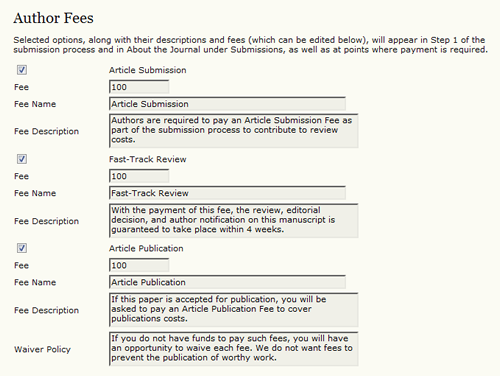 Author Fees
Selected options, along with their descriptions and fees (which can be edited below), will appear in Step 1 of the
submission process and in About the Journal under Submissions, as well as at points where payment is required.
Article Submission
Fee 100
Fee Name Article Submission
Fee Description Authors are required to pay an Article Submission Fee as
part of the submission process to contribute to review
costs.
Fast-Track Review
Fee 100
Fee Name Fast-Track Review
Fee Description With the payment of this fee, the review, editorial
decision, and author notification on this manuscript is
guaranteed to take place within 4 weeks.
Article Publication
Fee 100
Fee Name Article Publication
Fee Description If this paper is accepted for publication, you will be
asked to pay an Article Publication Fee to cover
publications costs.
Waiver Policy If you do not have funds to pay such fees, you will have
an opportunity to waive each fee. We do not want fees to
prevent the publication of worthy work.